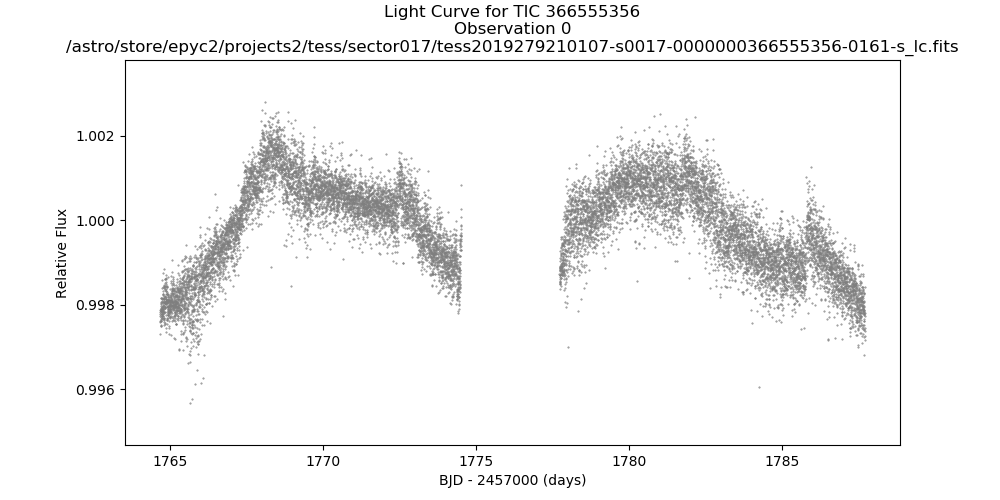 Light Curve for TIC 366555356
Observation 0
/astro/store/epyc2/projects2/tess/sector017/tess2019279210107-s0017-0000000366555356-0161-s_lc.fits
1.002
1.000
0.998
0.996
Relative Flux
1765
1770
1775
1780
1785
BJD - 2457000 (days)